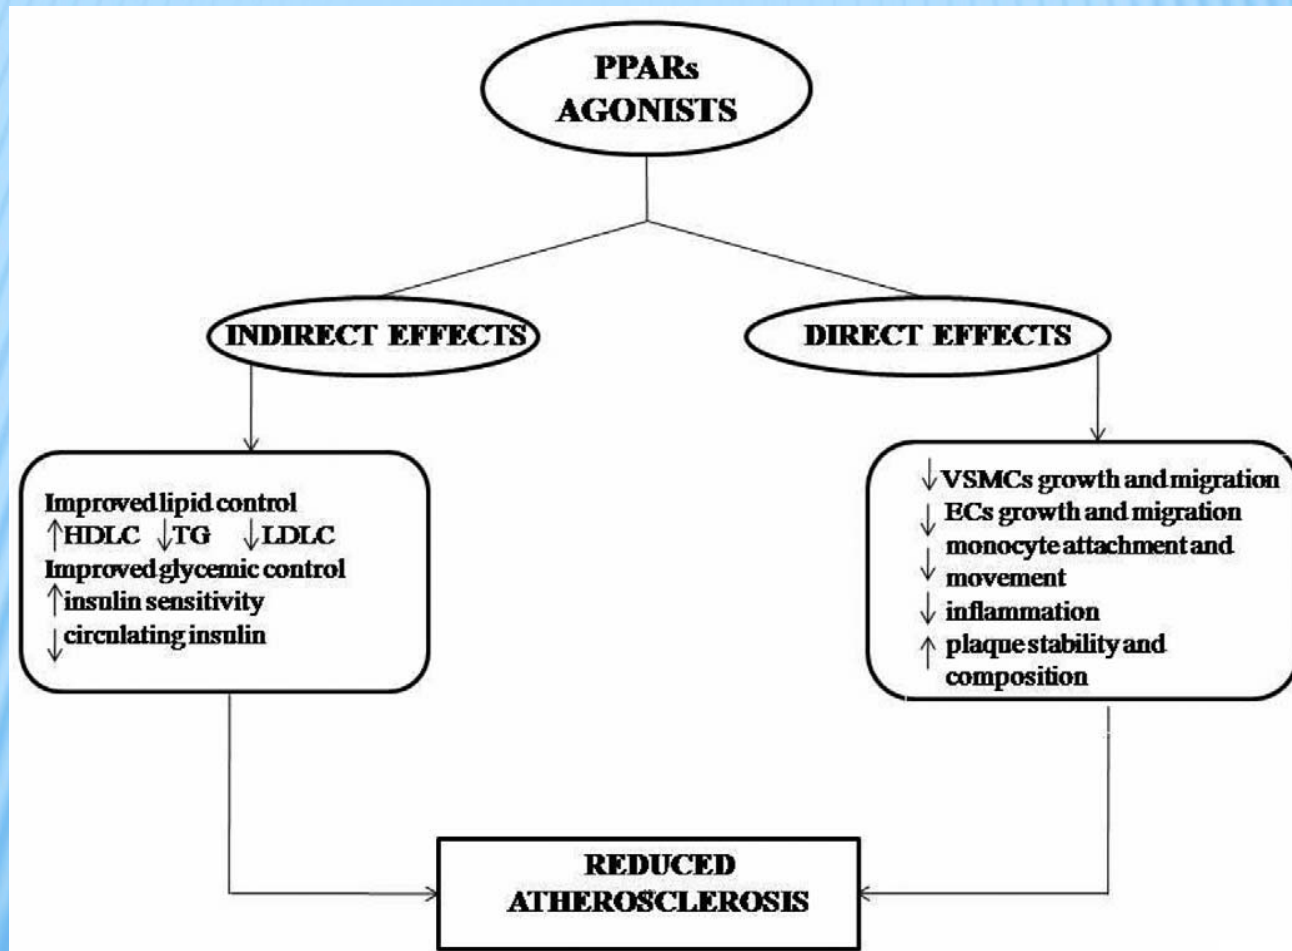 PPARs
AGONISTS
INDIRECT EFFECTS
DIRECT EFFECTS
Improved lipid control
↑HDLC ↓TG ↓LDLC
Improved glycemic control
↑insulin sensitivity
↓circulating insulin
↓VSMCs growth and migration
↓ECs growth and migration
↓monocyte attachment and
movement
↓inflammation
↑plaque stability and
composition
REDUCED
ATHEROSCLEROSIS